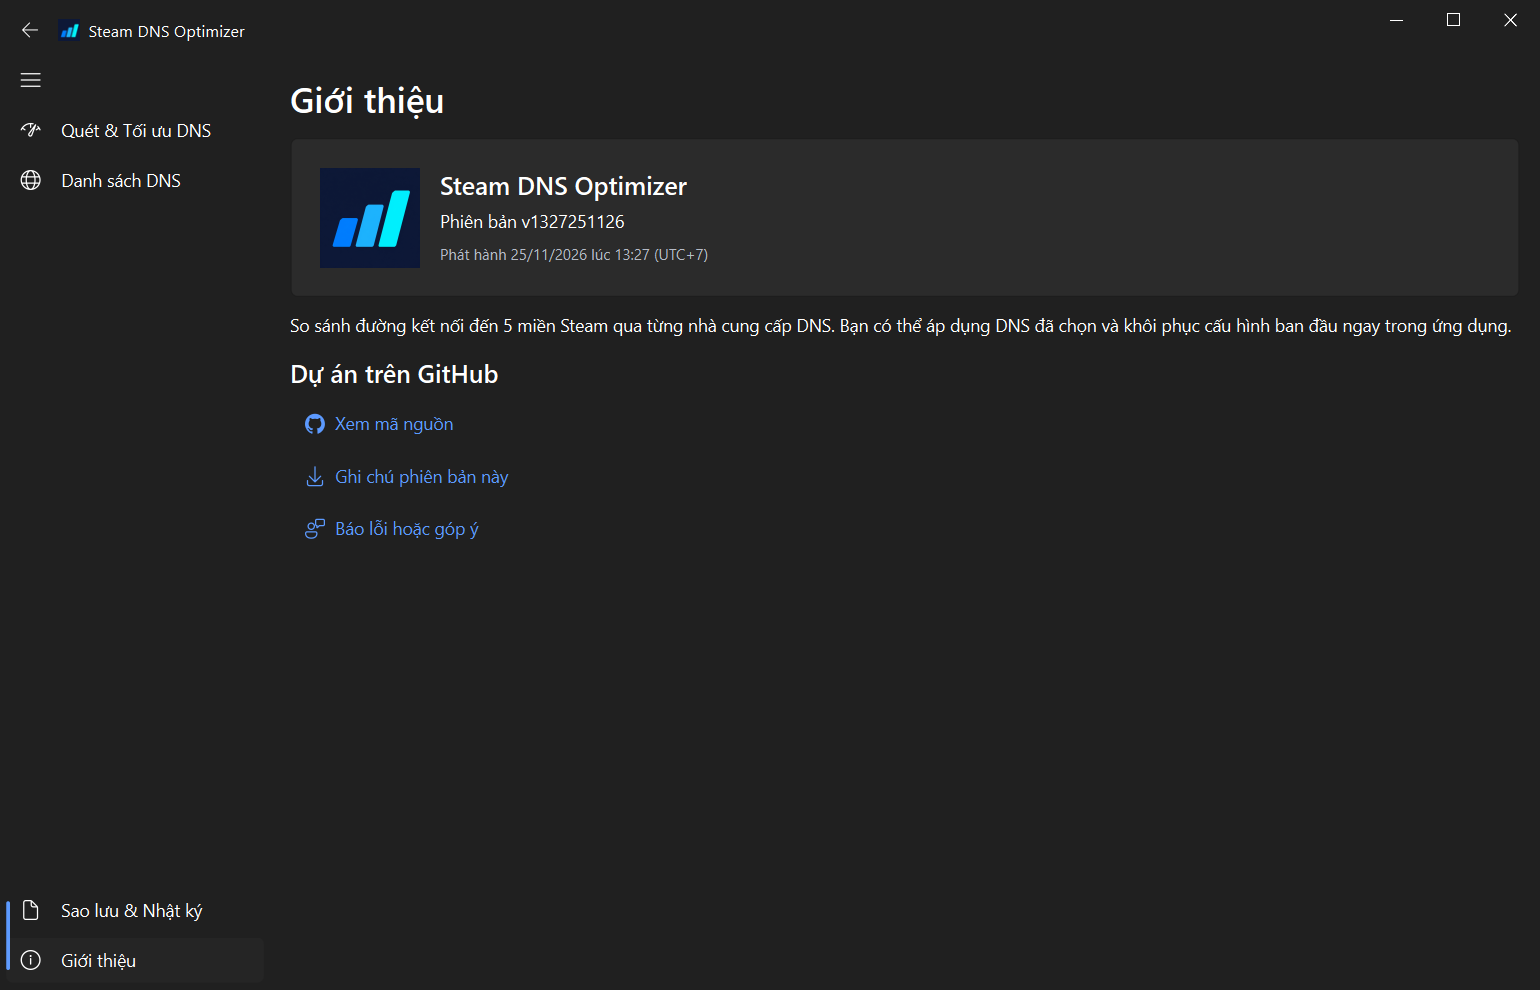 Steam DNS Optimizer
Quét & Tối ưu DNS
Danh sách DNS
Giới thiệu
Steam DNS Optimizer
Phiên bản v1327251126
Phát hành 25/11/2026 lúc 13:27 (UTC+7)
So sánh đường kết nối đến 5 miền Steam qua từng nhà cung cấp DNS. Bạn có thể áp dụng DNS đã chọn và khôi phục cấu hình ban đầu ngay trong ứng dụng.
Dự án trên GitHub
Xem mã nguồn
Ghi chú phiên bản này
Báo lỗi hoặc góp ý
Sao lưu & Nhật ký
Giới thiệu